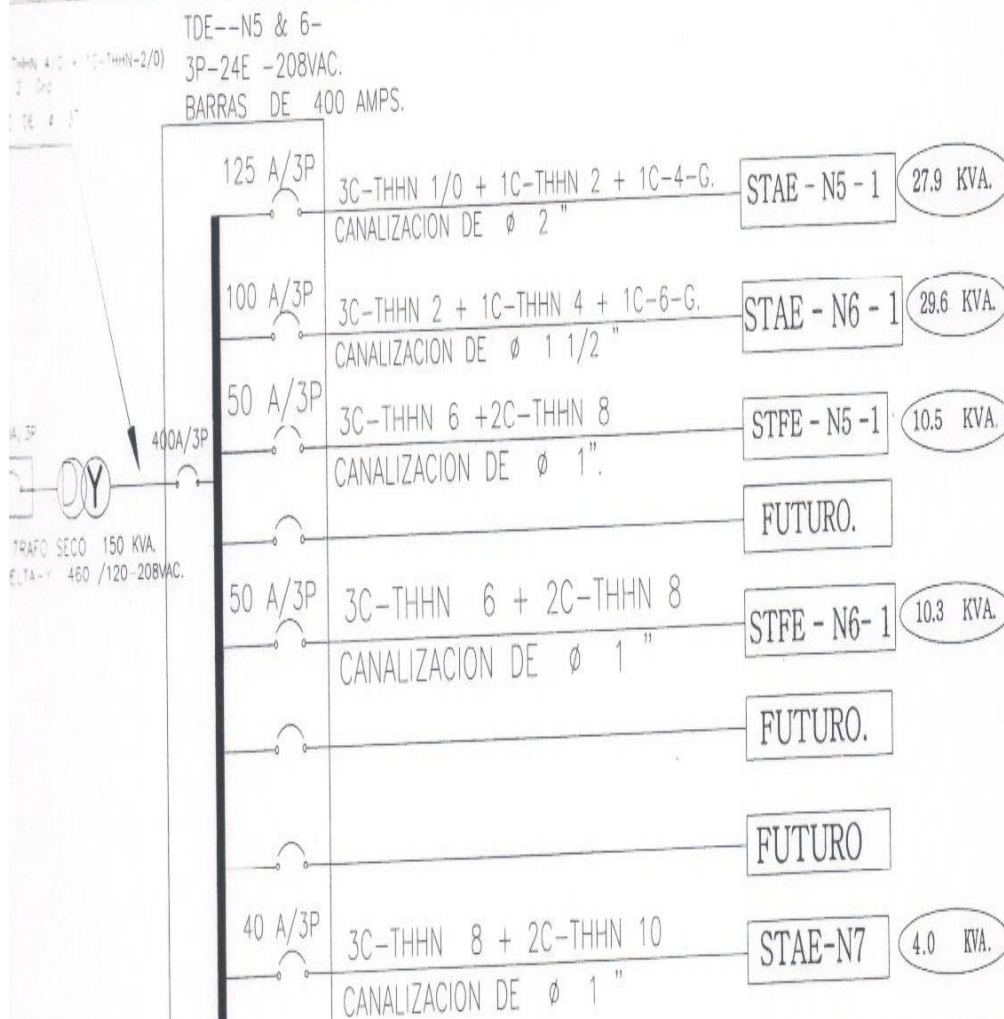 TDE--N5 & 6-
3P-24E -208VAC.
BARRAS DE 400 AMPS.
THHN-2/0)
125 A/3P
3C-THHN 1/0 + 1C-THHN 2 + 1C-4-G.
CANALIZACION DE ϕ 2 "
STAE - N5 - 1
27.9 KVA.
100 A/3P
3C-THHN 2 + 1C-THHN 4 + 1C-6-G.
CANALIZACION DE ϕ 1 1/2 "
STAE - N6 - 1
29.6 KVA.
50 A/3P
3C-THHN 6 +2C-THHN 8
CANALIZACION DE ϕ 1".
STFE - N5 -1
10.5 KVA.
400A/3P
D Y
TRAFO SECO 150 KVA.
460 /120-208VAC.
FUTURO.
50 A/3P
3C-THHN 6 + 2C-THHN 8
CANALIZACION DE ϕ 1 "
STFE - N6- 1
10.3 KVA.
FUTURO.
FUTURO
40 A/3P
3C-THHN 8 + 2C-THHN 10
CANALIZACION DE ϕ 1 "
STAE-N7
4.0 KVA.